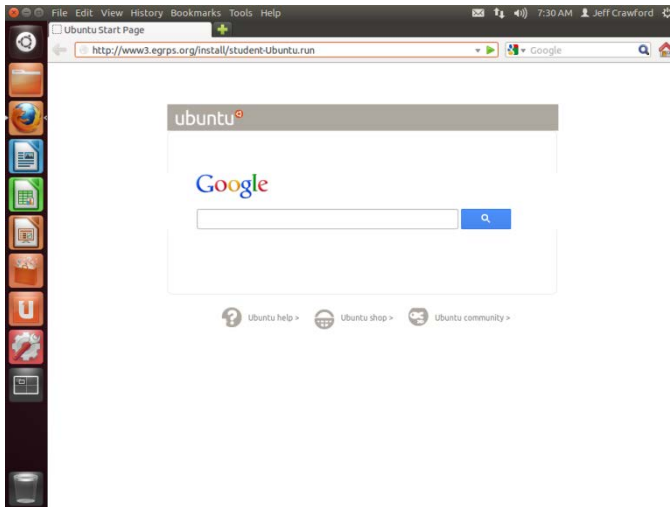 File Edit View History Bookmarks Tools Help 7:30 AM Jeff Crawford
Ubuntu Start Page
http://www3.egrps.org/install/student-Ubuntu.run Google
ubuntu
Google
Ubuntu help > Ubuntu shop > Ubuntu community >
U